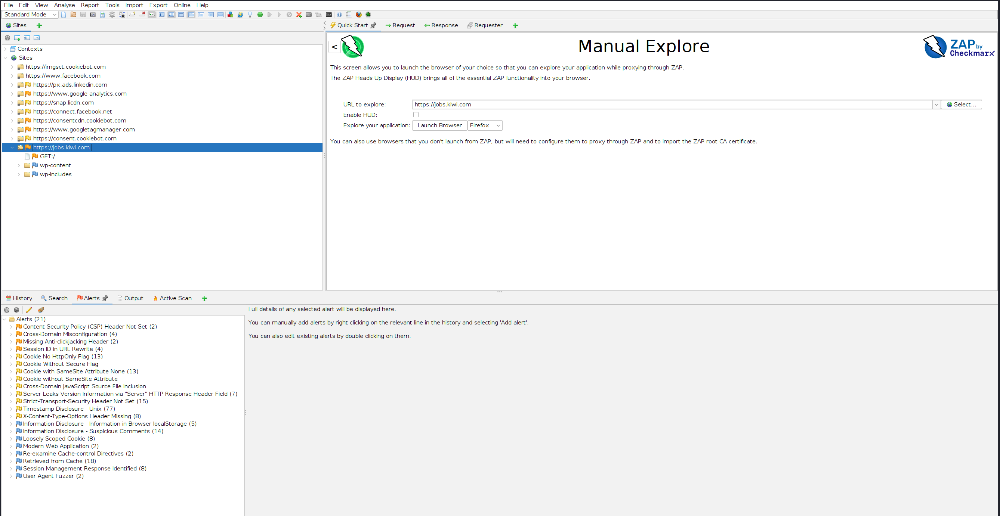 File Edit View Analyse Report Tools Import Export Online Help
Standard Mode
Sites
Quick Start Request Response Requester
Contexts
Sites
https://imgsct.cookiebot.com
https://www.facebook.com
https://px.ads.linkedin.com
https://www.google-analytics.com
https://snap.licdn.com
https://connect.facebook.net
https://consentcdn.cookiebot.com
https://www.googletagmanager.com
https://consent.cookiebot.com
https://jobs.kiwi.com
GET:/
wp-content
wp-includes
<
Manual Explore
ZAP by
Checkmarx
This screen allows you to launch the browser of your choice so that you can explore your application while proxying through ZAP.
The ZAP Heads Up Display (HUD) brings all of the essential ZAP functionality into your browser.
URL to explore: https://jobs.kiwi.com Select...
Enable HUD:
Explore your application: Launch Browser Firefox
You can also use browsers that you don't launch from ZAP, but will need to configure them to proxy through ZAP and to import the ZAP root CA certificate.
History Search Alerts Output Active Scan
Alerts (21)
Content Security Policy (CSP) Header Not Set (2)
Cross-Domain Misconfiguration (4)
Missing Anti-clickjacking Header (2)
Session ID in URL Rewrite (4)
Cookie No HttpOnly Flag (13)
Cookie Without Secure Flag
Cookie with SameSite Attribute None (13)
Cookie without SameSite Attribute
Cross-Domain JavaScript Source File Inclusion
Server Leaks Version Information via "Server" HTTP Response Header Field (7)
Strict-Transport-Security Header Not Set (15)
Timestamp Disclosure - Unix (77)
X-Content-Type-Options Header Missing (8)
Information Disclosure - Information in Browser localStorage (5)
Information Disclosure - Suspicious Comments (14)
Loosely Scoped Cookie (8)
Modern Web Application (2)
Re-examine Cache-control Directives (2)
Retrieved from Cache (18)
Session Management Response Identified (8)
User Agent Fuzzer (2)
Full details of any selected alert will be displayed here.
You can manually add alerts by right clicking on the relevant line in the history and selecting 'Add alert'.
You can also edit existing alerts by double clicking on them.